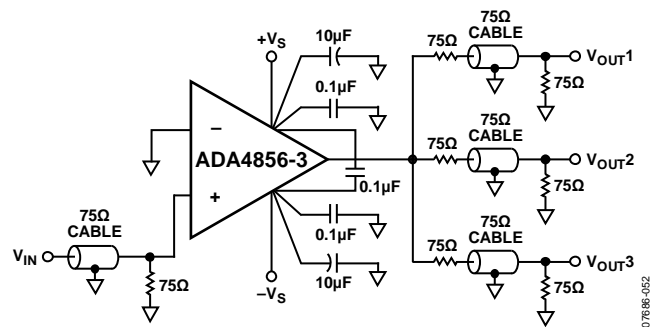 +VS
10µF
0.1µF
–
ADA4856-3
+
0.1µF
0.1µF
10µF
–VS
VIN
75Ω
CABLE
75Ω
75Ω
75Ω
CABLE
VOUT1
75Ω
75Ω
75Ω
CABLE
VOUT2
75Ω
75Ω
75Ω
CABLE
VOUT3
75Ω
07686-052